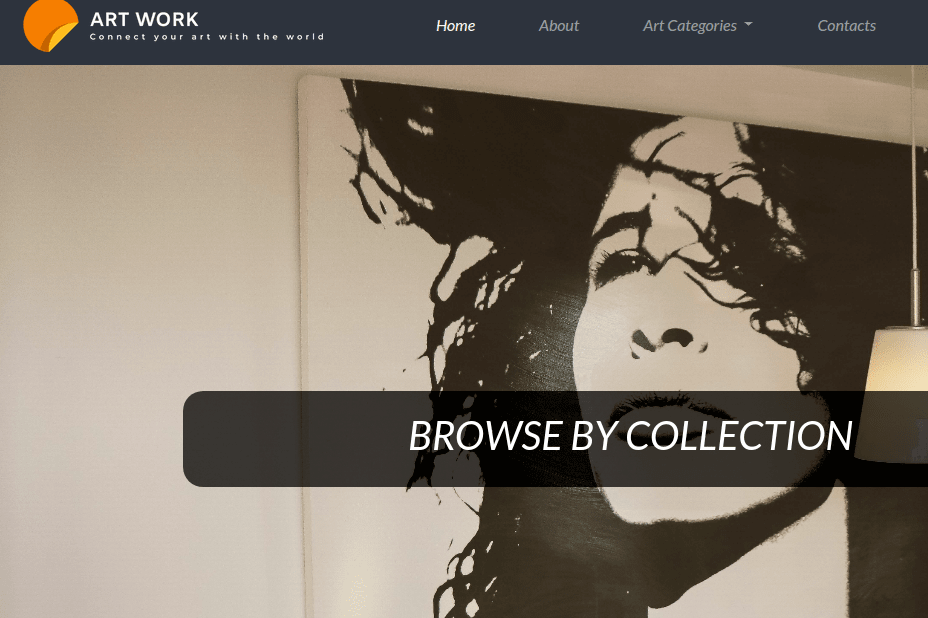 ART WORK
Connect your art with the world
Home
About
Art Categories
Contacts
BROWSE BY COLLECTION